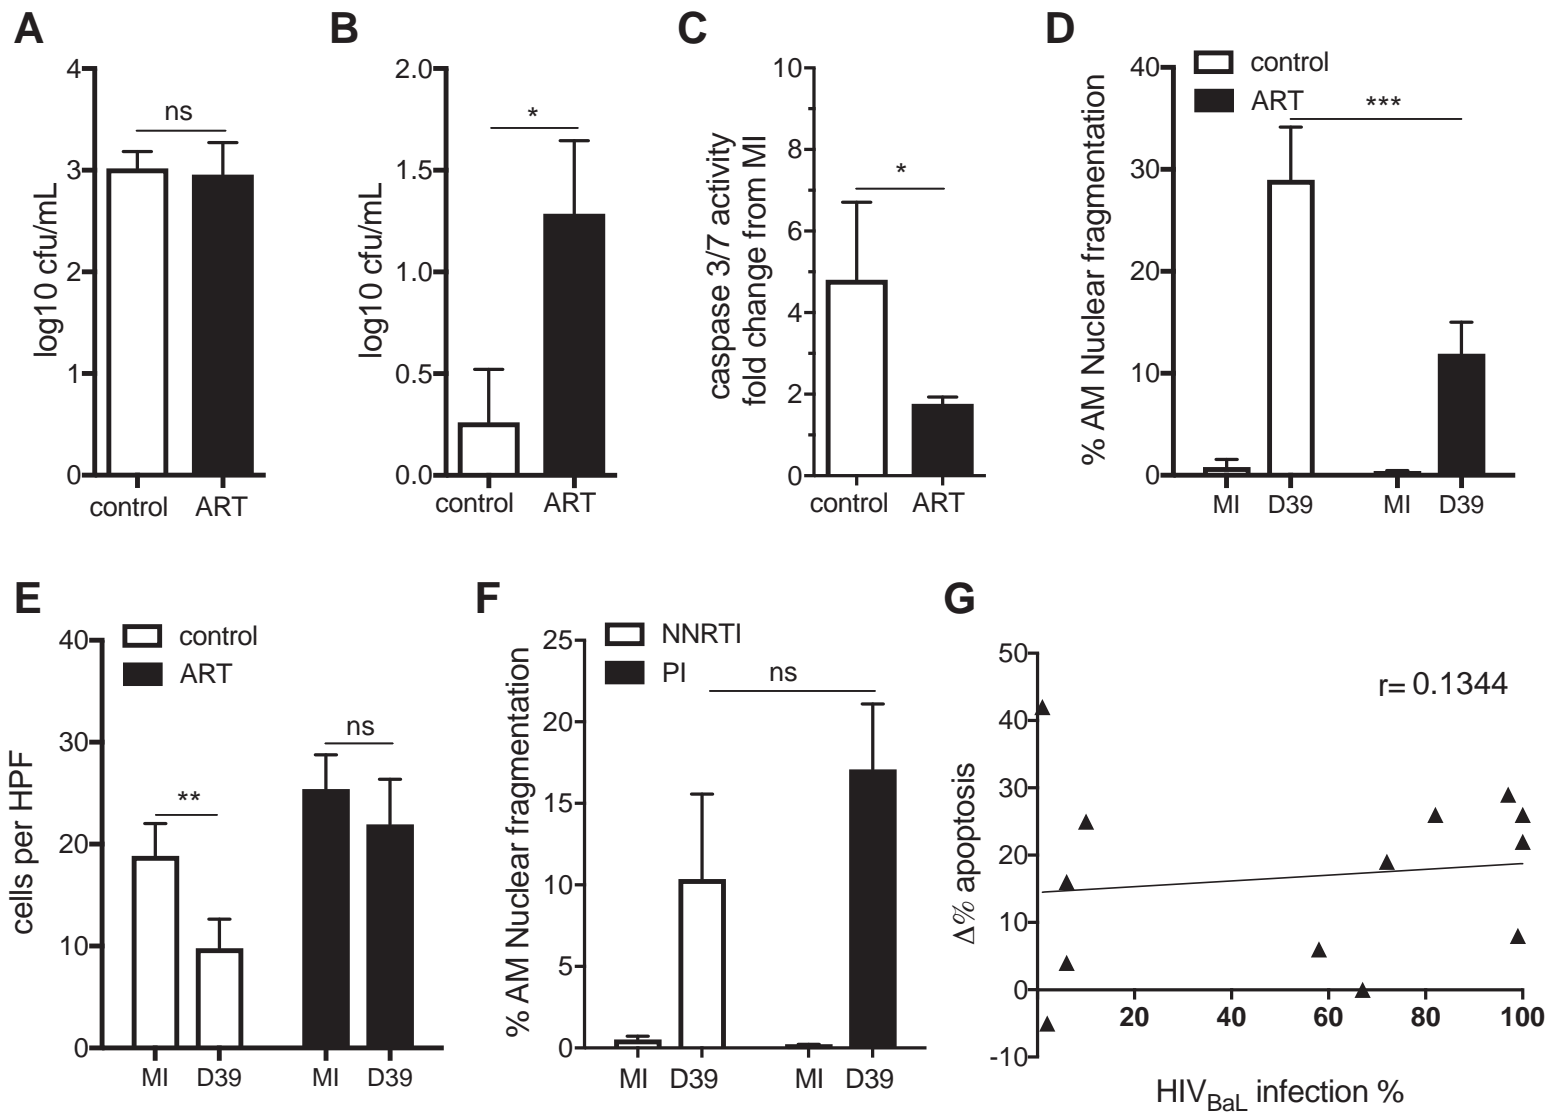 A
4
3
2
1
0
log10 cfu/mL
ns
control ART
B
2.0
1.5
1.0
0.5
0.0
log10 cfu/mL
*
control ART
C
10
8
6
4
2
0
caspase 3/7 activity
fold change from MI
*
control ART
D
40
30
20
10
0
% AM Nuclear fragmentation
control
ART
***
MI D39 MI D39
E
40
30
20
10
0
cells per HPF
control
ART
**
ns
MI D39 MI D39
F
25
20
15
10
5
0
% AM Nuclear fragmentation
NNRTI
PI
ns
MI D39 MI D39
G
50
40
30
20
10
0
-10
Δ% apoptosis
r= 0.1344
20 40 60 80 100
HIVBaL infection %